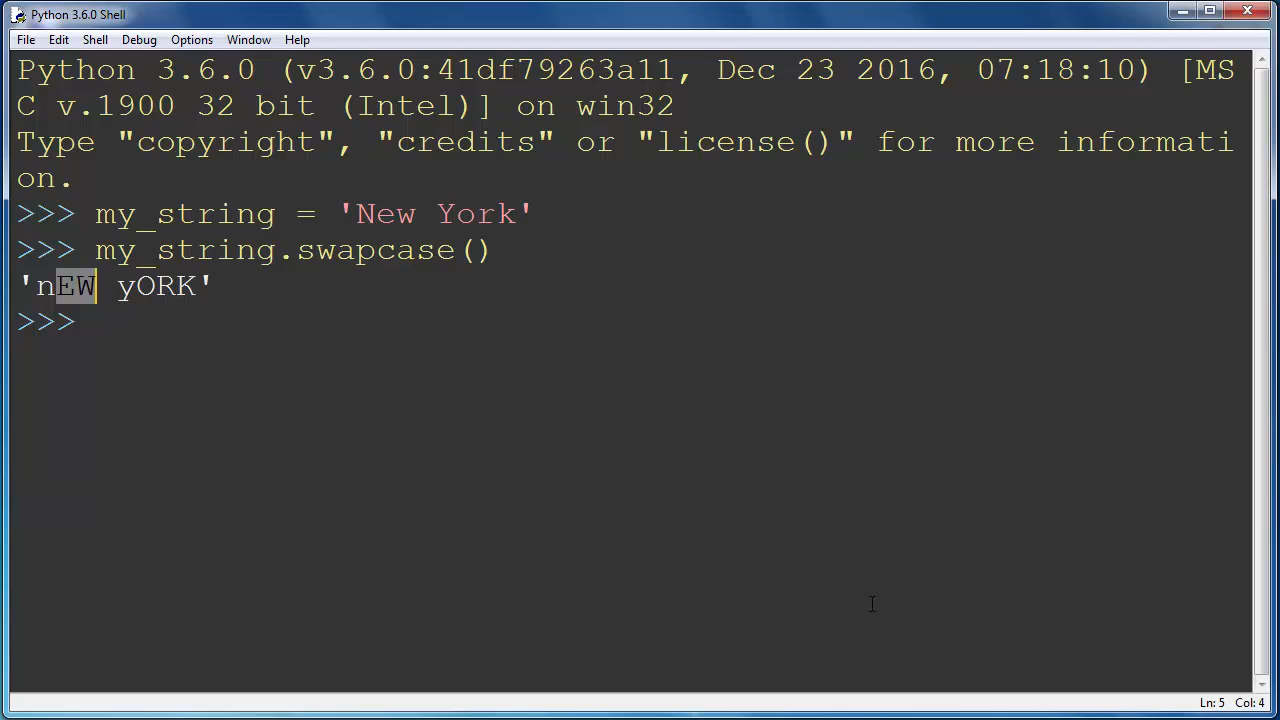 Python 3.6.0 Shell
File Edit Shell Debug Options Window Help
Python 3.6.0 (v3.6.0:41df79263a11, Dec 23 2016, 07:18:10) [MS
C v.1900 32 bit (Intel)] on win32
Type "copyright", "credits" or "license()" for more informati
on.
>>> my_string = 'New York'
>>> my_string.swapcase()
'nEW yORK'
>>>
Ln: 5 Col: 4